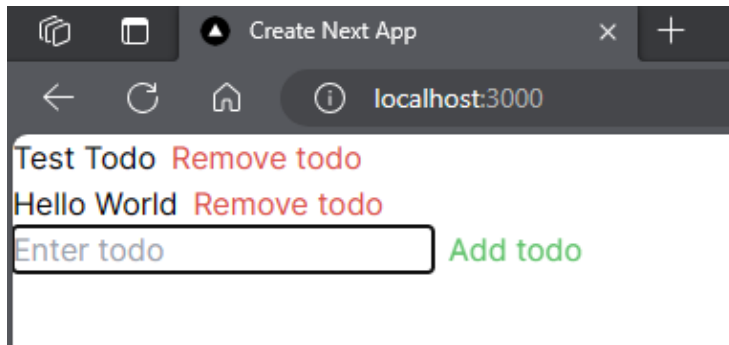 Create Next App
localhost:3000
Test Todo Remove todo
Hello World Remove todo
Enter todo Add todo